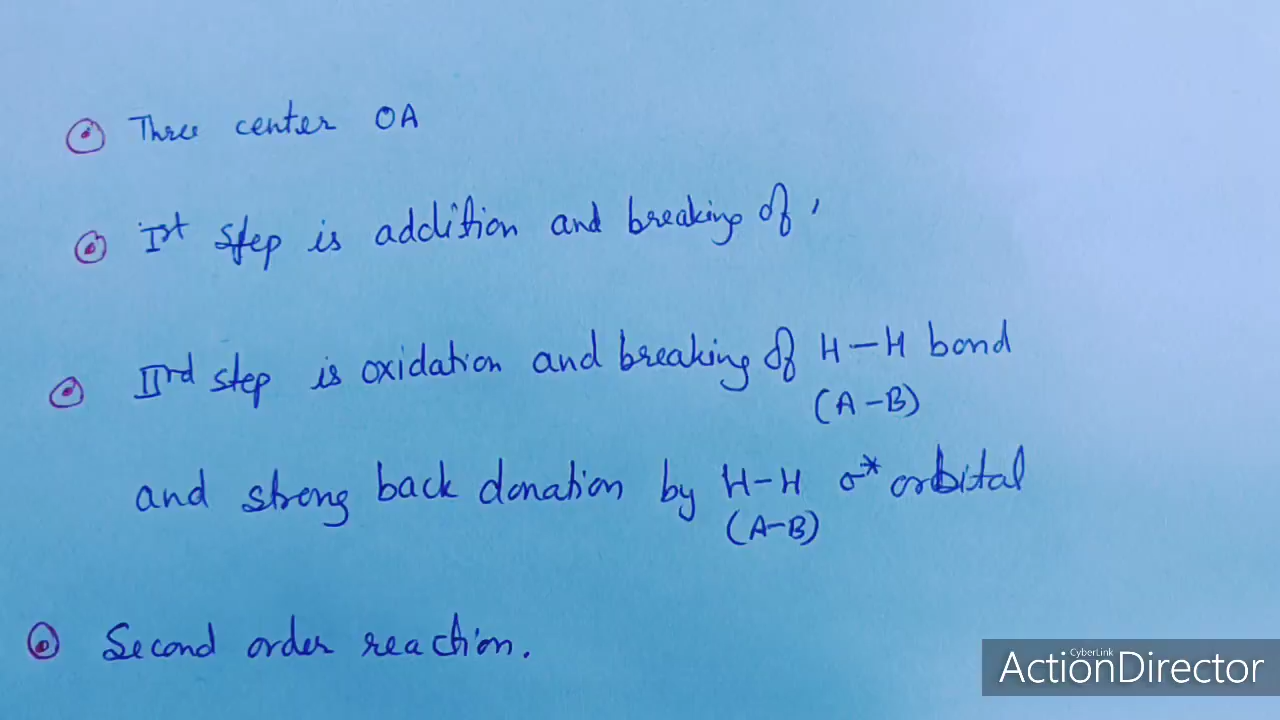 Three center OA
Ist step is addition and breaking of
IIrd step is oxidation and breaking of H-H bond
(A-B)
and strong back donation by H-H σ* orbital
(A-B)
Second order reaction.
CyberLink
ActionDirector